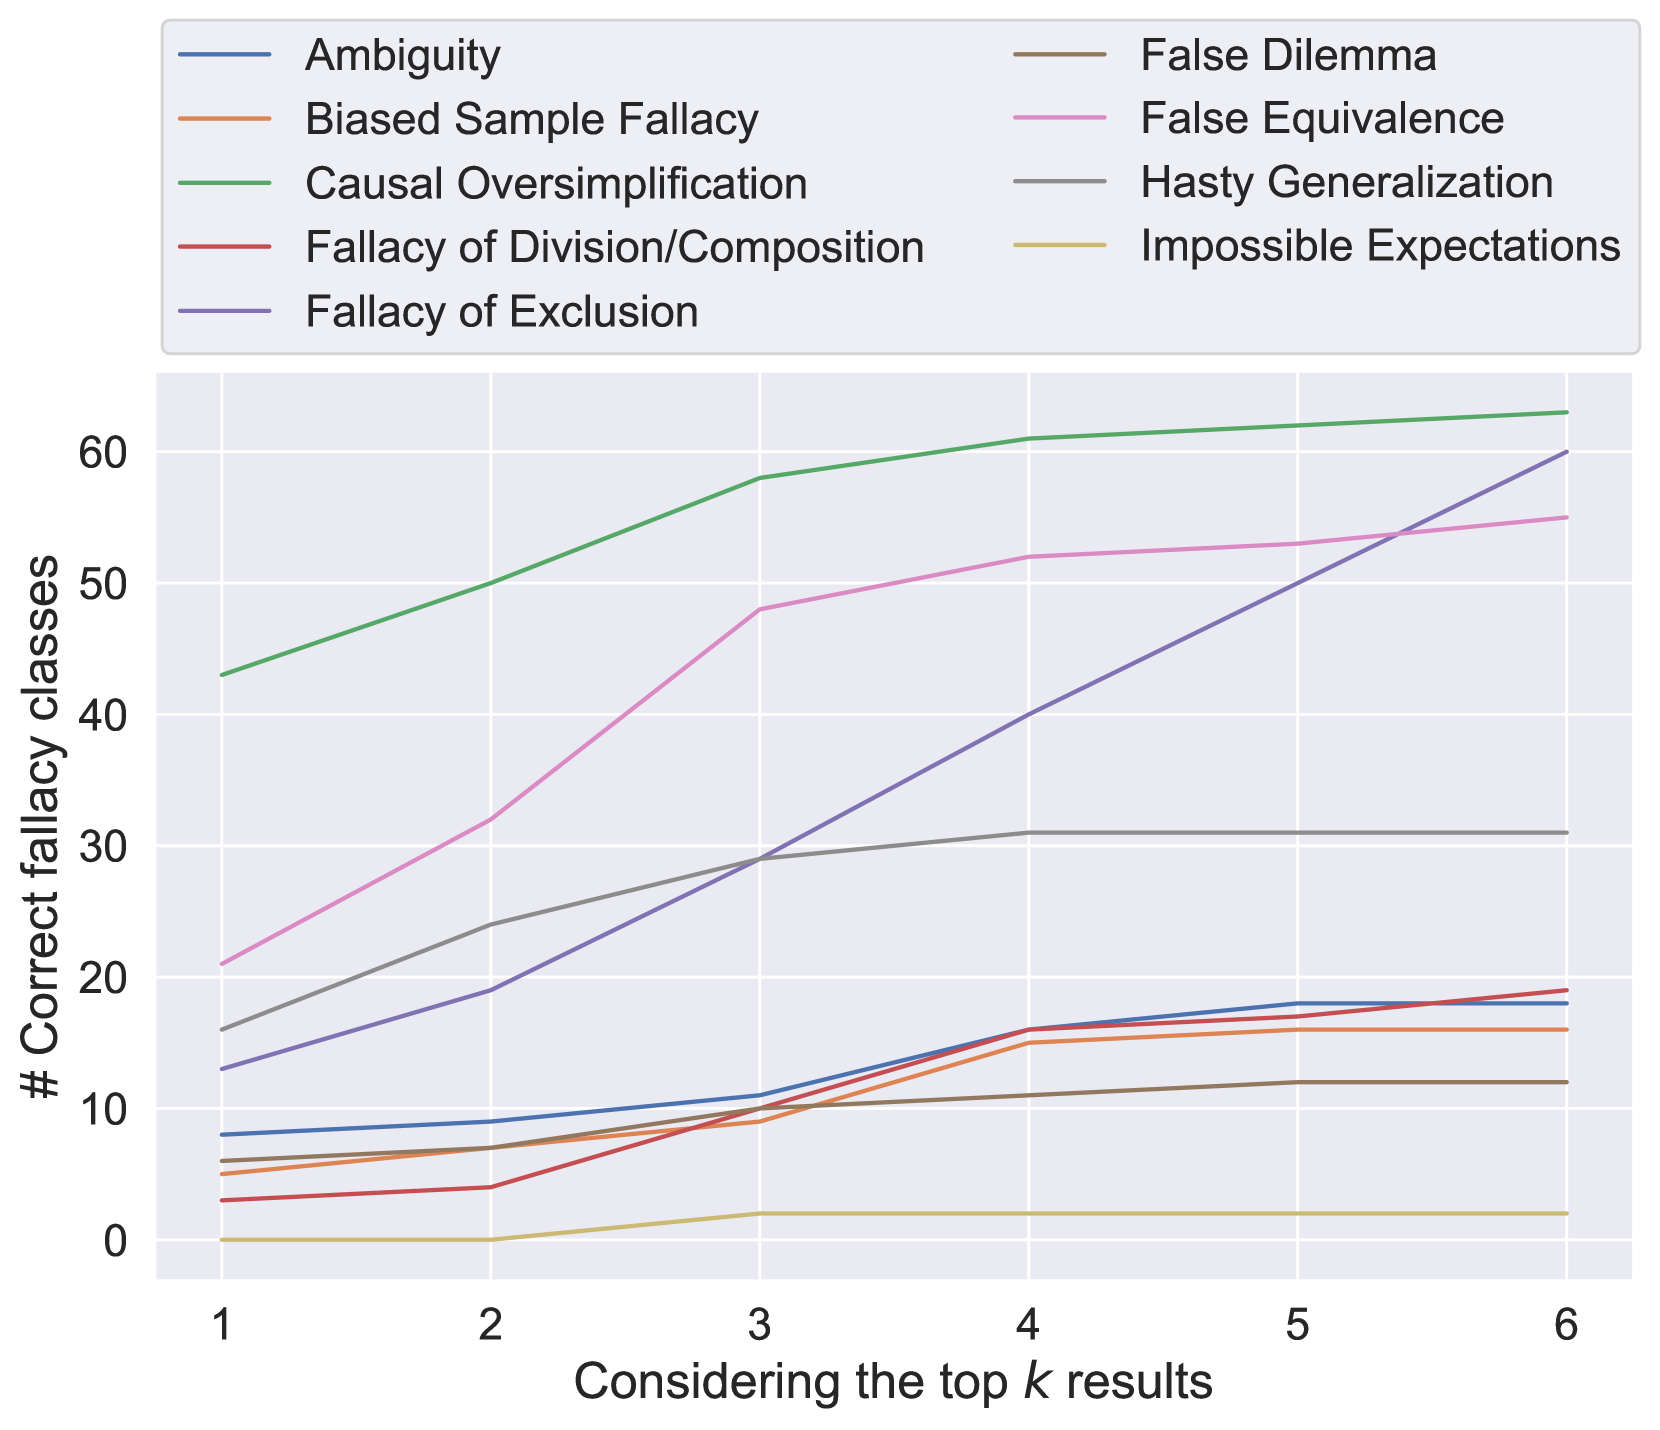 Ambiguity
Biased Sample Fallacy
Causal Oversimplification
Fallacy of Division/Composition
Fallacy of Exclusion
False Dilemma
False Equivalence
Hasty Generalization
Impossible Expectations
# Correct fallacy classes
60
50
40
30
20
10
0
1 2 3 4 5 6
Considering the top k results